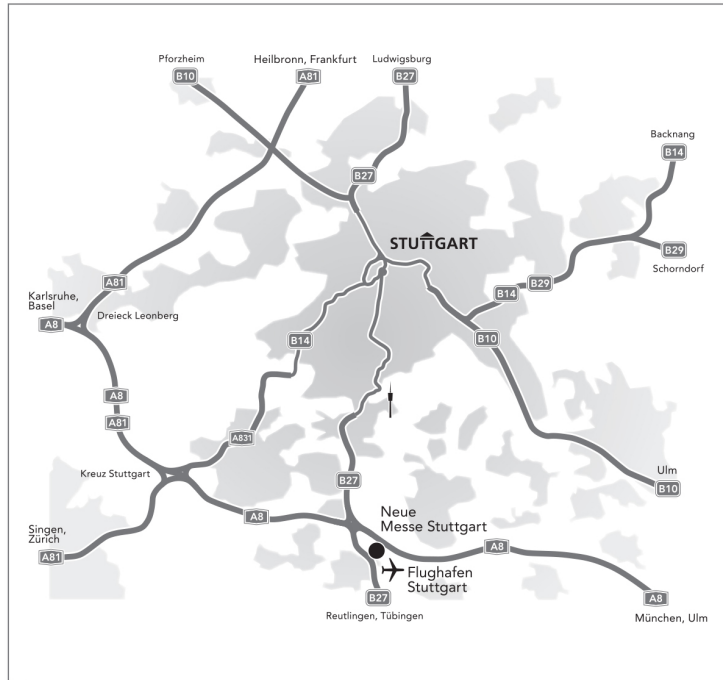 Pforzheim
B10
Heilbronn, Frankfurt
A81
Ludwigsburg
B27
Backnang
B14
B27
STUTTGART
B29
Schorndorf
A81
Karlsruhe,
Basel
A8
Dreieck Leonberg
B14
B29
B14
B10
A8
A81
A831
Kreuz Stuttgart
B27
Ulm
B10
A8
Neue
Messe Stuttgart
Singen,
Zürich
A81
A8
Flughafen
Stuttgart
B27
Reutlingen, Tübingen
A8
München, Ulm